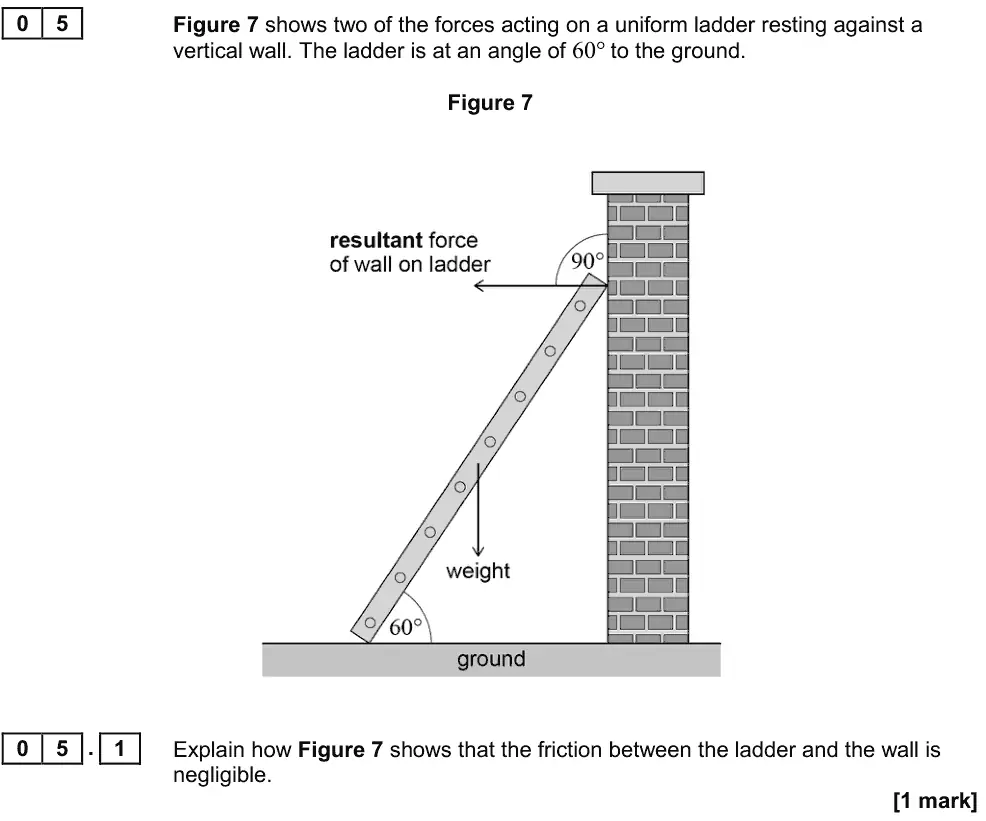 0 5
Figure 7 shows two of the forces acting on a uniform ladder resting against a
vertical wall. The ladder is at an angle of 60° to the ground.
Figure 7
resultant force
of wall on ladder
90°
weight
60°
ground
0 5 . 1
Explain how Figure 7 shows that the friction between the ladder and the wall is
negligible.
[1 mark]